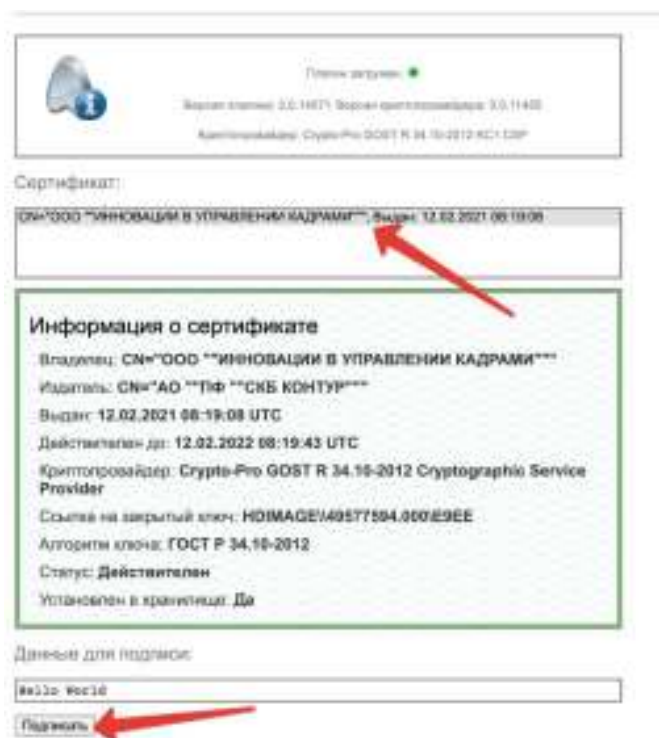 Плагин загружен:
Версия плагина: 2.0.14071 Версия криптопровайдера: 5.0.11455
Криптопровайдер: Crypto-Pro GOST R 34.10-2012 KC1 CSP
Сертификат:
CN="ООО ""ИННОВАЦИИ В УПРАВЛЕНИИ КАДРАМИ"""; Выдан: 12.02.2021 08:19:08
Информация о сертификате
Владелец: CN="ООО ""ИННОВАЦИИ В УПРАВЛЕНИИ КАДРАМИ"""
Издатель: CN="АО ""ПФ ""СКБ КОНТУР"""
Выдан: 12.02.2021 08:19:08 UTC
Действителен до: 12.02.2022 08:19:43 UTC
Криптопровайдер: Crypto-Pro GOST R 34.10-2012 Cryptographic Service
Provider
Ссылка на закрытый ключ: HDIMAGE\\49577594.000\E9EE
Алгоритм ключа: ГОСТ Р 34.10-2012
Статус: Действителен
Установлен в хранилище: Да
Данные для подписи:
Hello World
Подписать